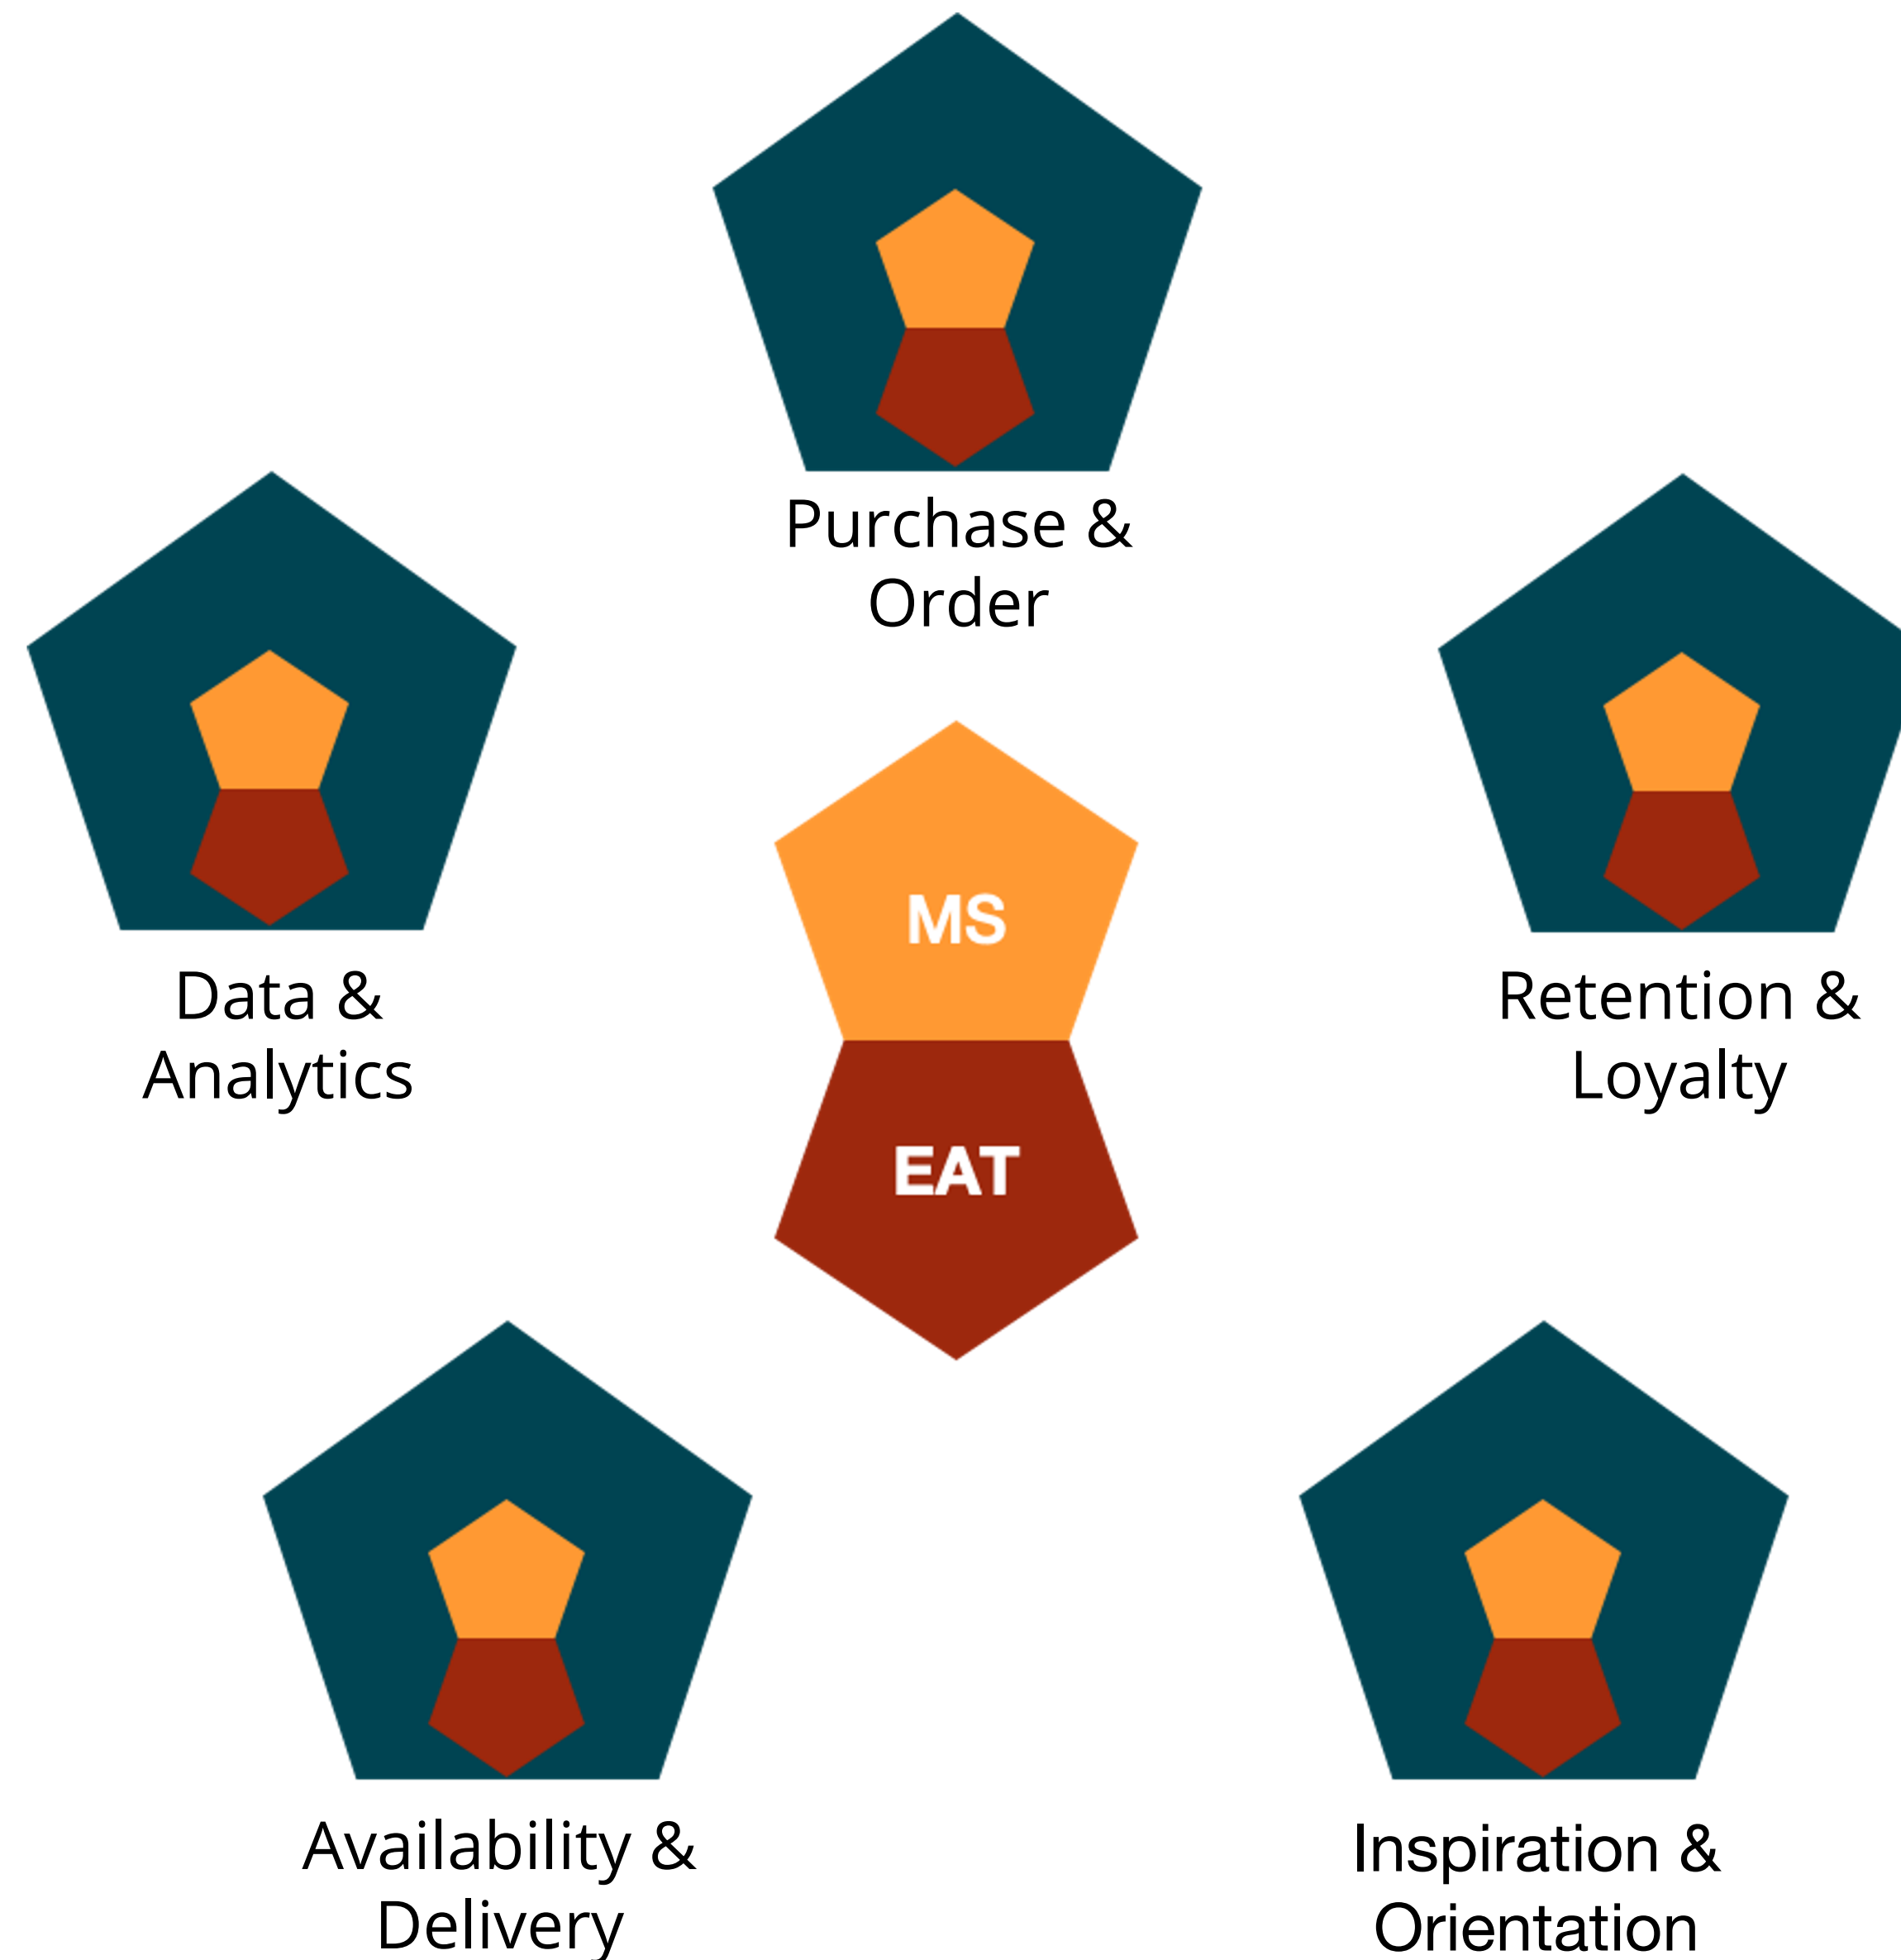 Purchase &
Order
Data &
Analytics
Retention &
Loyalty
MS
EAT
Availability &
Delivery
Inspiration &
Orientation